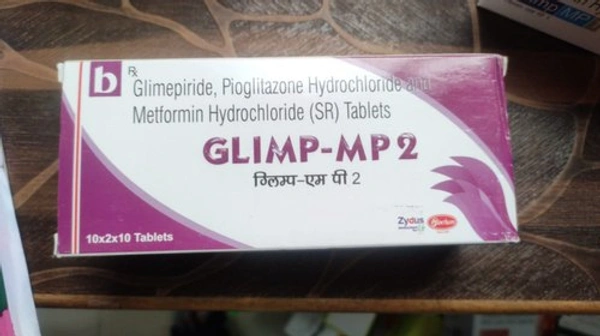 b
Rx
Glimepiride, Pioglitazone Hydrochloride and
Metformin Hydrochloride (SR) Tablets
GLIMP-MP 2
ग्लिम्प-एम पी 2
Zydus
10x2x10 Tablets